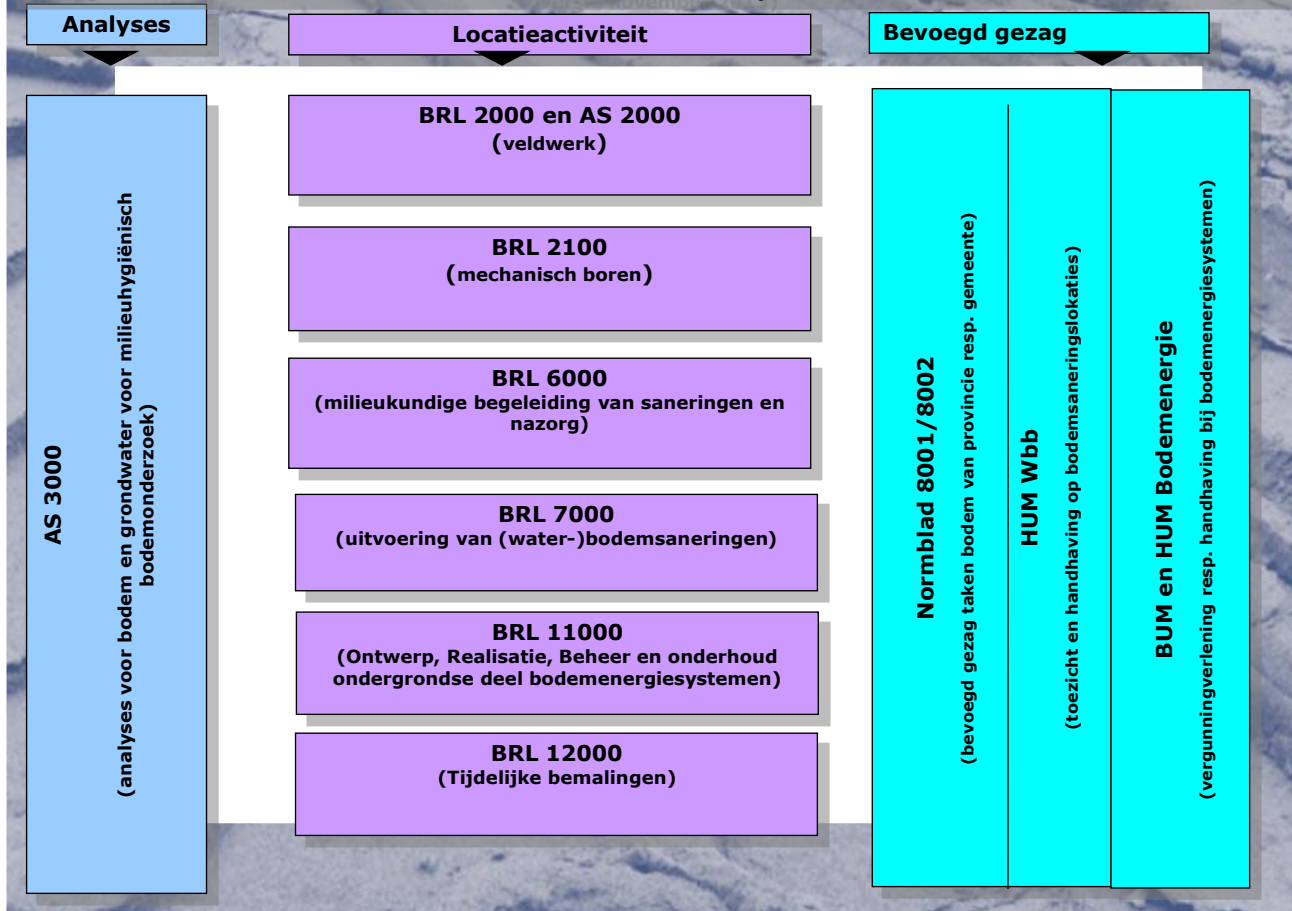 Analyses
Locatieactiviteit
Bevoegd gezag
AS 3000
(analyses voor bodem en grondwater voor milieuhygiënisch
bodemonderzoek)
BRL 2000 en AS 2000
(veldwerk)
BRL 2100
(mechanisch boren)
BRL 6000
(milieukundige begeleiding van saneringen en
nazorg)
BRL 7000
(uitvoering van (water-)bodemsaneringen)
BRL 11000
(Ontwerp, Realisatie, Beheer en onderhoud
ondergrondse deel bodemenergiesystemen)
BRL 12000
(Tijdelijke bemalingen)
Normblad 8001/8002
(bevoegd gezag taken bodem van provincie resp. gemeente)
HUM Wbb
(toezicht en handhaving op bodemsaneringslokaties)
BUM en HUM Bodemenergie
(vergunningverlening resp. handhaving bij bodemenergiesystemen)